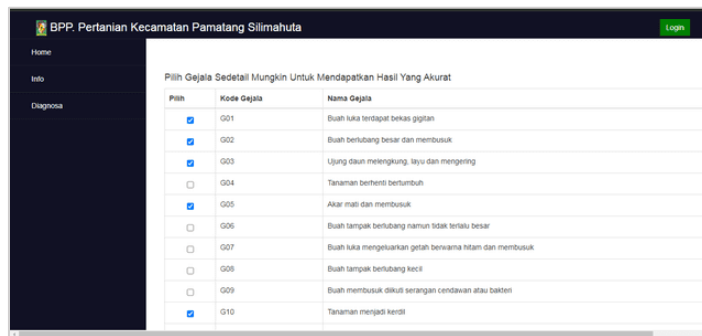 BPP. Pertanian Kecamatan Pamatang Silimahuta
Login
Home
Info
Diagnosa
Pilih Gejala Sedetail Mungkin Untuk Mendapatkan Hasil Yang Akurat
Pilih Kode Gejala Nama Gejala
G01 Buah luka terdapat bekas gigitan
G02 Buah berlubang besar dan membusuk
G03 Ujung daun melengkung, layu dan mengering
G04 Tanaman berhenti bertumbuh
G05 Akar mati dan membusuk
G06 Buah tampak berlubang namun tidak terlalu besar
G07 Buah luka mengeluarkan getah berwarna hitam dan membusuk
G08 Buah tampak berlubang kecil
G09 Buah membusuk diikuti serangan cendawan atau bakteri
G10 Tanaman menjadi kerdil